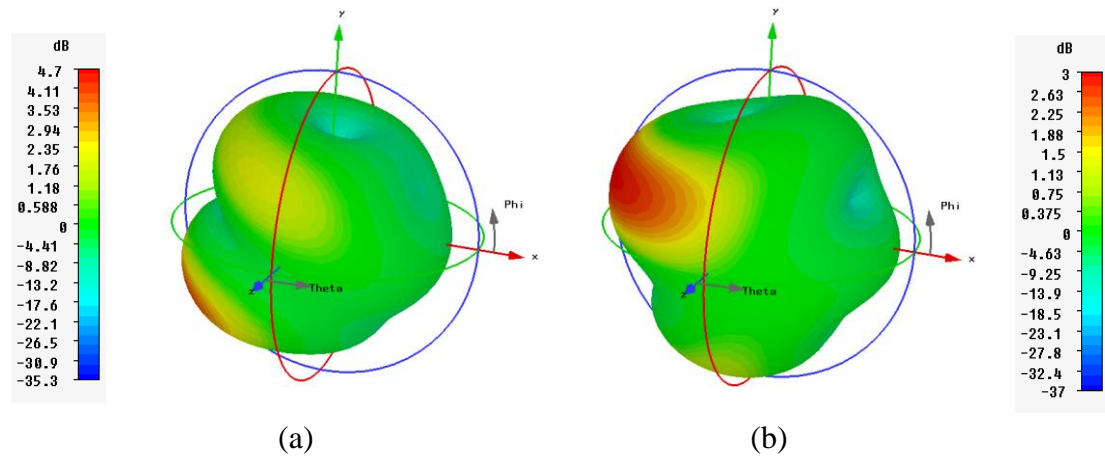 dB
4.7
4.11
3.53
2.94
2.35
1.76
1.18
0.588
0
-4.41
-8.82
-13.2
-17.6
-22.1
-26.5
-30.9
-35.3
y
Phi
x
z
Theta
(a)
y
Phi
x
z
Theta
(b)
dB
3
2.63
2.25
1.88
1.5
1.13
0.75
0.375
0
-4.63
-9.25
-13.9
-18.5
-23.1
-27.8
-32.4
-37